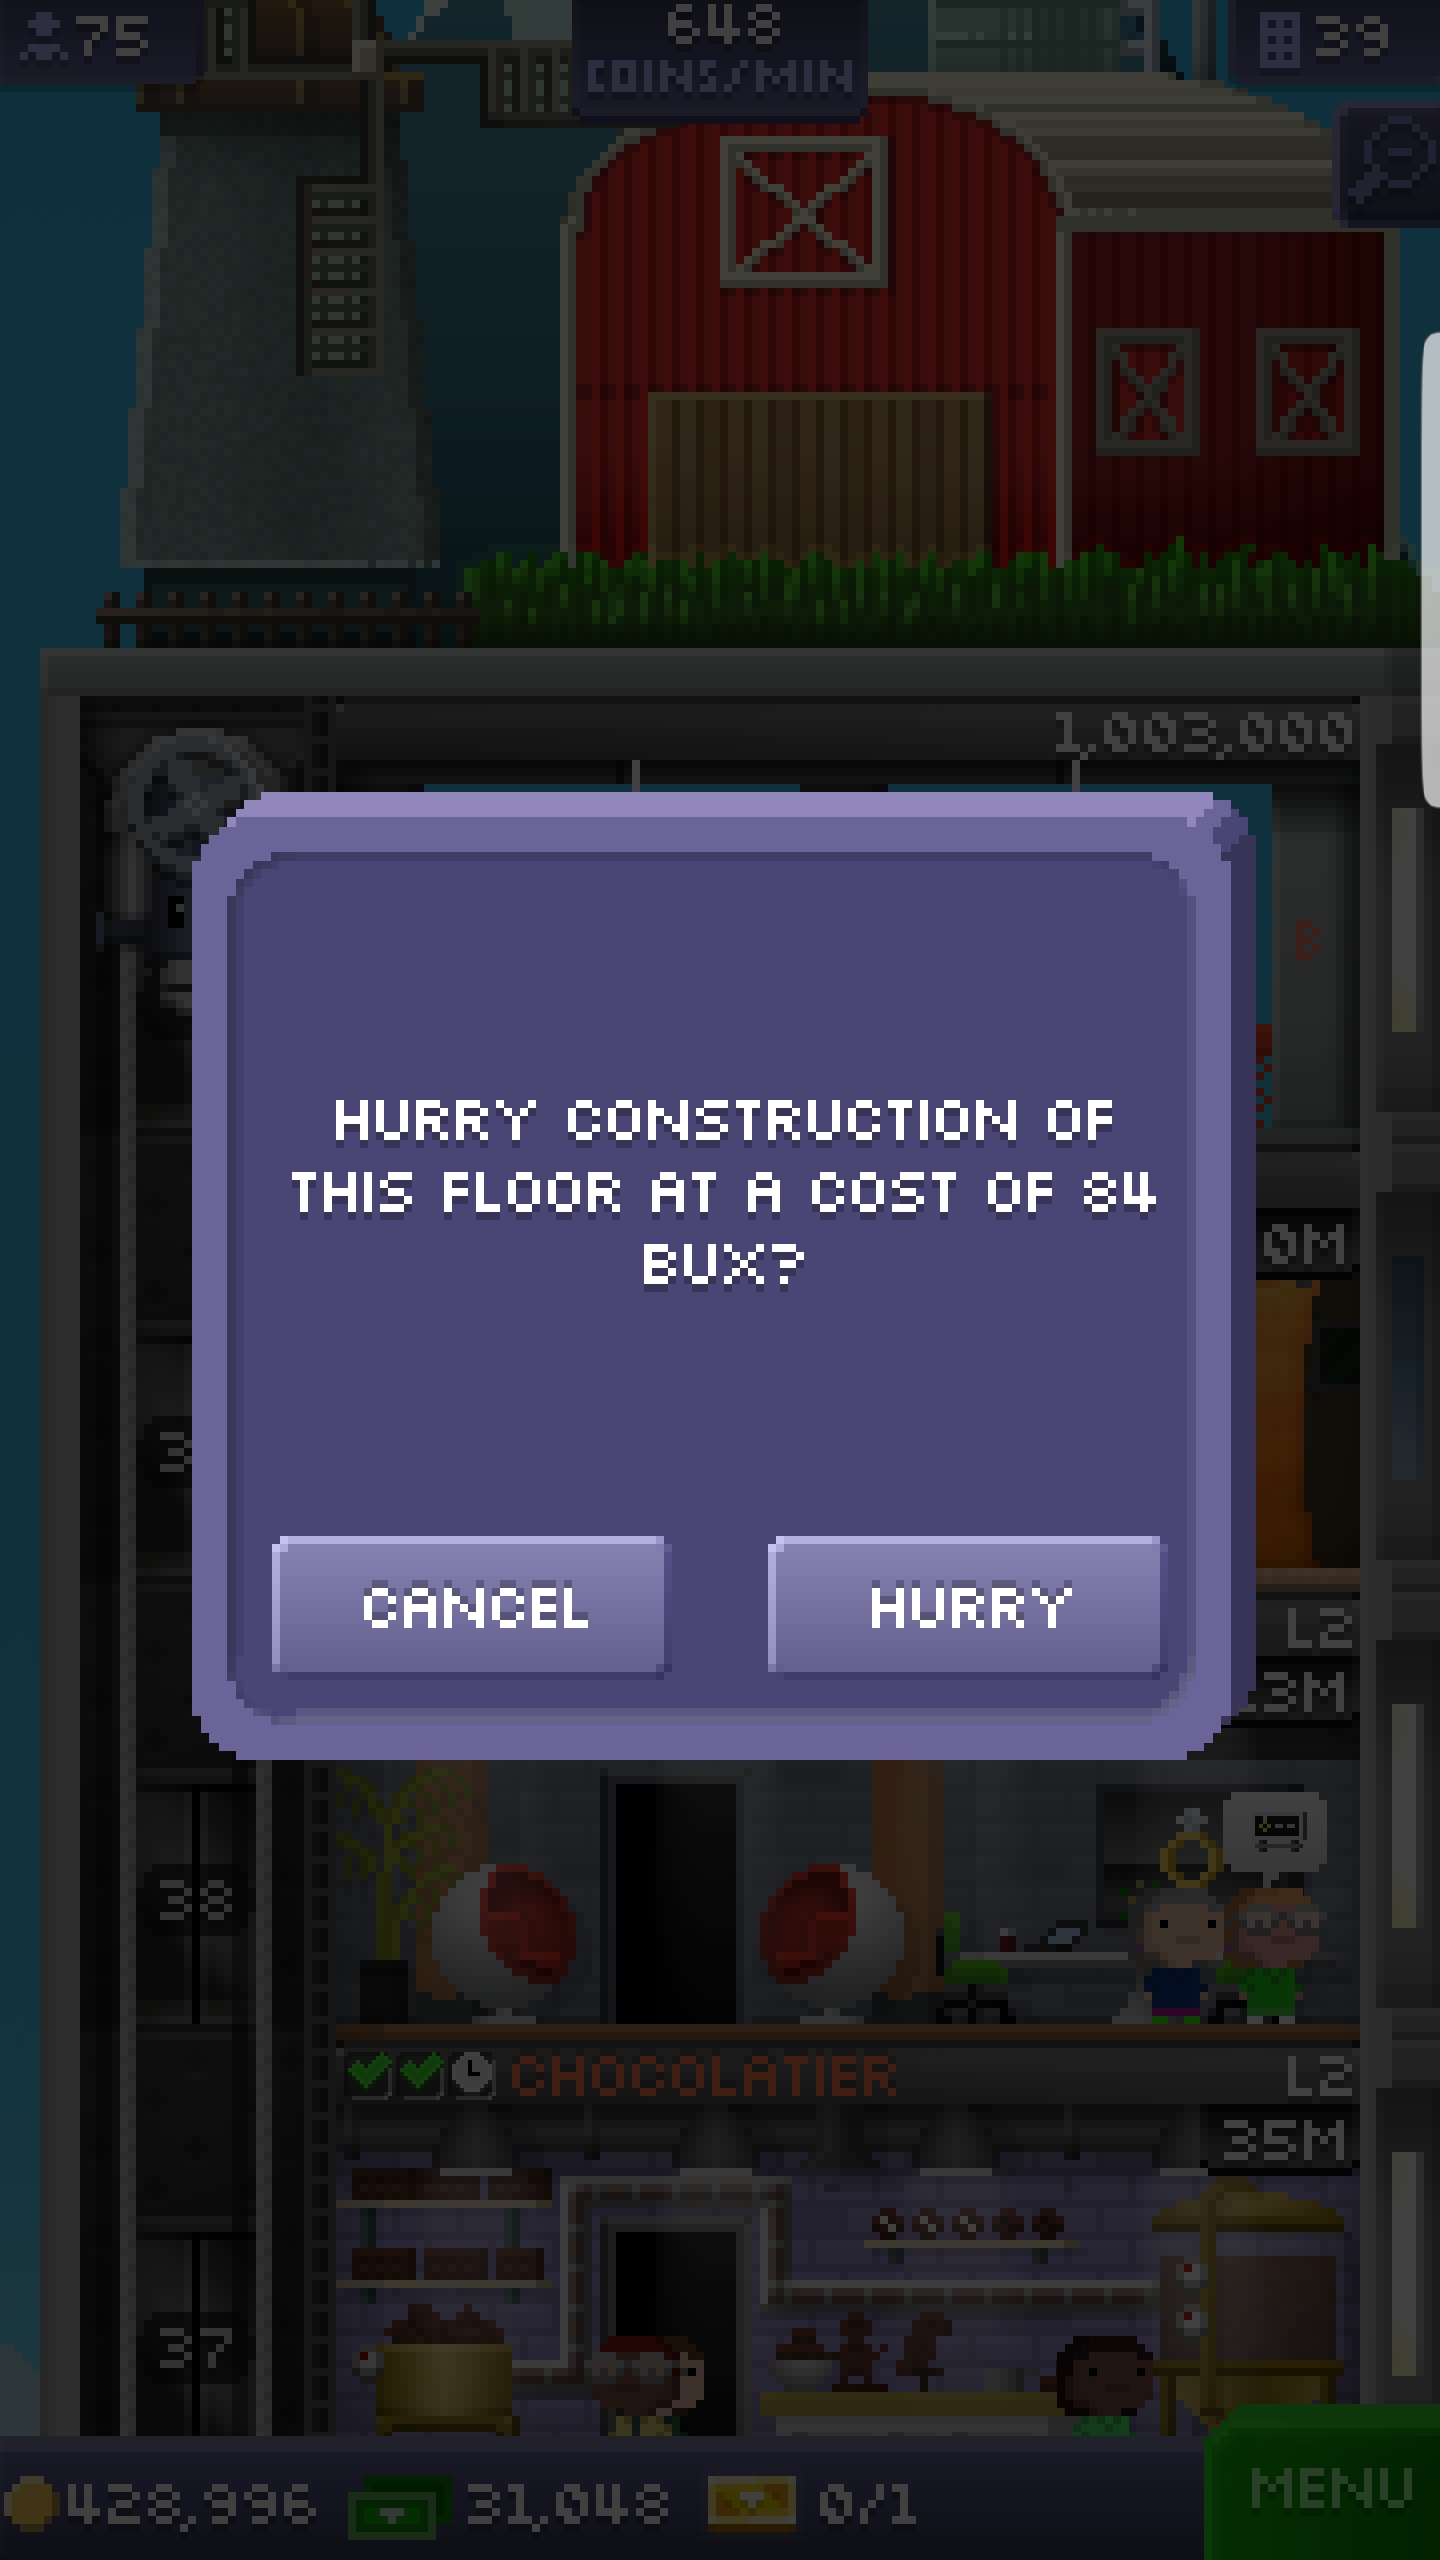 75
648
COINS/MIN
39
1,003,000
B
HURRY CONSTRUCTION OF
THIS FLOOR AT A COST OF 84
BUX?
0M
CANCEL
HURRY
L2
3M
38
CHOCOLATIER
L2
35M
37
428,996
31,048
0/1
MENU